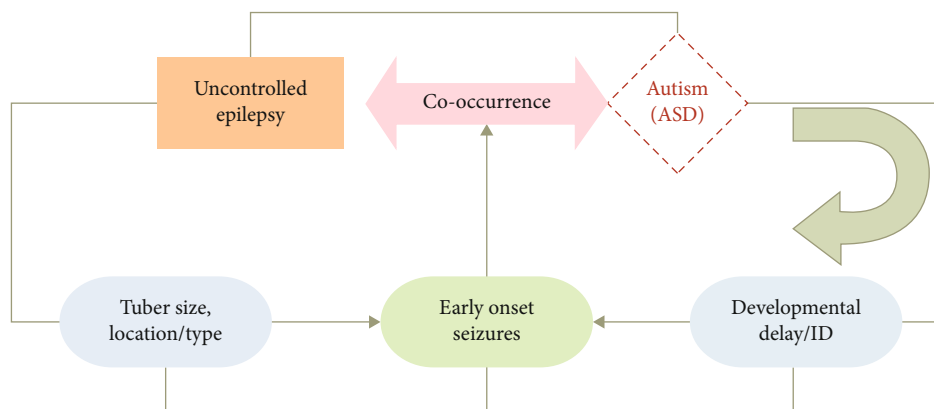 Uncontrolled
epilepsy
Co-occurrence
Autism
(ASD)
Tuber size,
location/type
Early onset
seizures
Developmental
delay/ID